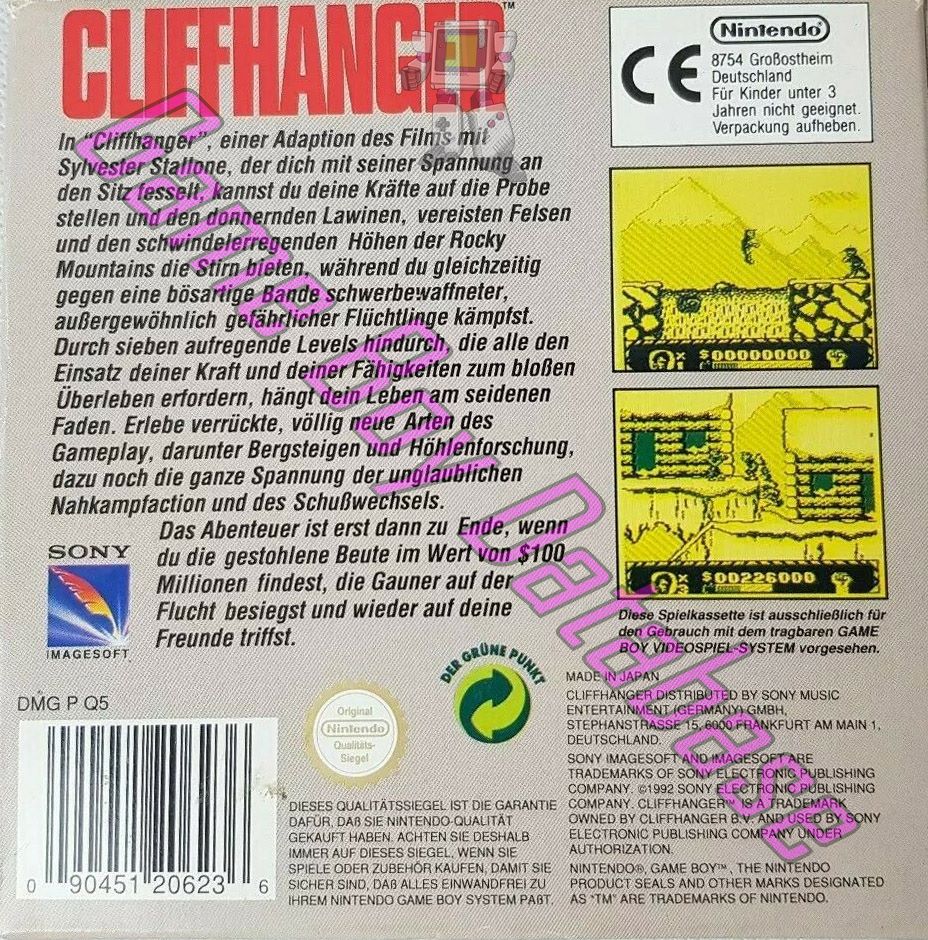 CLIFFHANGER™
In "Cliffhanger", einer Adaption des Films mit
Sylvester Stallone, der dich mit seiner Spannung an
den Sitz fesselt, kannst du deine Kräfte auf die Probe
stellen und den donnernden Lawinen, vereisten Felsen
und den schwindelerregenden Höhen der Rocky
Mountains die Stirn bieten, während du gleichzeitig
gegen eine bösartige Bande schwerbewaffneter,
außergewöhnlich gefährlicher Flüchtlinge kämpfst.
Durch sieben aufregende Levels hindurch, die alle den
Einsatz deiner Kraft und deiner Fähigkeiten zum bloßen
Überleben erfordern, hängt dein Leben am seidenen
Faden. Erlebe verrückte, völlig neue Arten des
Gameplay, darunter Bergsteigen und Höhlenforschung,
dazu noch die ganze Spannung der unglaublichen
Nahkampfaction und des Schußwechsels.
Das Abenteuer ist erst dann zu Ende, wenn
du die gestohlene Beute im Wert von $100
Millionen findest, die Gauner auf der
Flucht besiegst und wieder auf deine
Freunde triffst.
SONY
IMAGESOFT
DMG P Q5
0 90451 20623 6
Original
Nintendo
Qualitäts-
Siegel
DER GRÜNE PUNKT
DIESES QUALITÄTSSIEGEL IST DIE GARANTIE
DAFÜR, DAß SIE NINTENDO-QUALITÄT
GEKAUFT HABEN. ACHTEN SIE DESHALB
IMMER AUF DIESES SIEGEL, WENN SIE
SPIELE ODER ZUBEHÖR KAUFEN, DAMIT SIE
SICHER SIND, DAß ALLES EINWANDFREI ZU
IHREM NINTENDO GAME BOY SYSTEM PAßT.
CE
Nintendo
8754 Großostheim
Deutschland
Für Kinder unter 3
Jahren nicht geeignet.
Verpackung aufheben.
x1 $00000000
x3 $00226000
Diese Spielkassette ist ausschließlich für
den Gebrauch mit dem tragbaren GAME
BOY VIDEOSPIEL-SYSTEM vorgesehen.
MADE IN JAPAN
CLIFFHANGER DISTRIBUTED BY SONY MUSIC
ENTERTAINMENT (GERMANY) GMBH,
STEPHANSTRASSE 15, 6000 FRANKFURT AM MAIN 1,
DEUTSCHLAND.
SONY IMAGESOFT AND IMAGESOFT ARE
TRADEMARKS OF SONY ELECTRONIC PUBLISHING
COMPANY. ©1992 SONY ELECTRONIC PUBLISHING
COMPANY. CLIFFHANGER™ TRADEMARK
OWNED BY CLIFFHANGER B.V. AND USED BY SONY
ELECTRONIC PUBLISHING COMPANY UNDER
AUTHORIZATION.
NINTENDO®, GAME BOY™, THE NINTENDO
PRODUCT SEALS AND OTHER MARKS DESIGNATED
AS "TM" ARE TRADEMARKS OF NINTENDO.
Game Boy Database